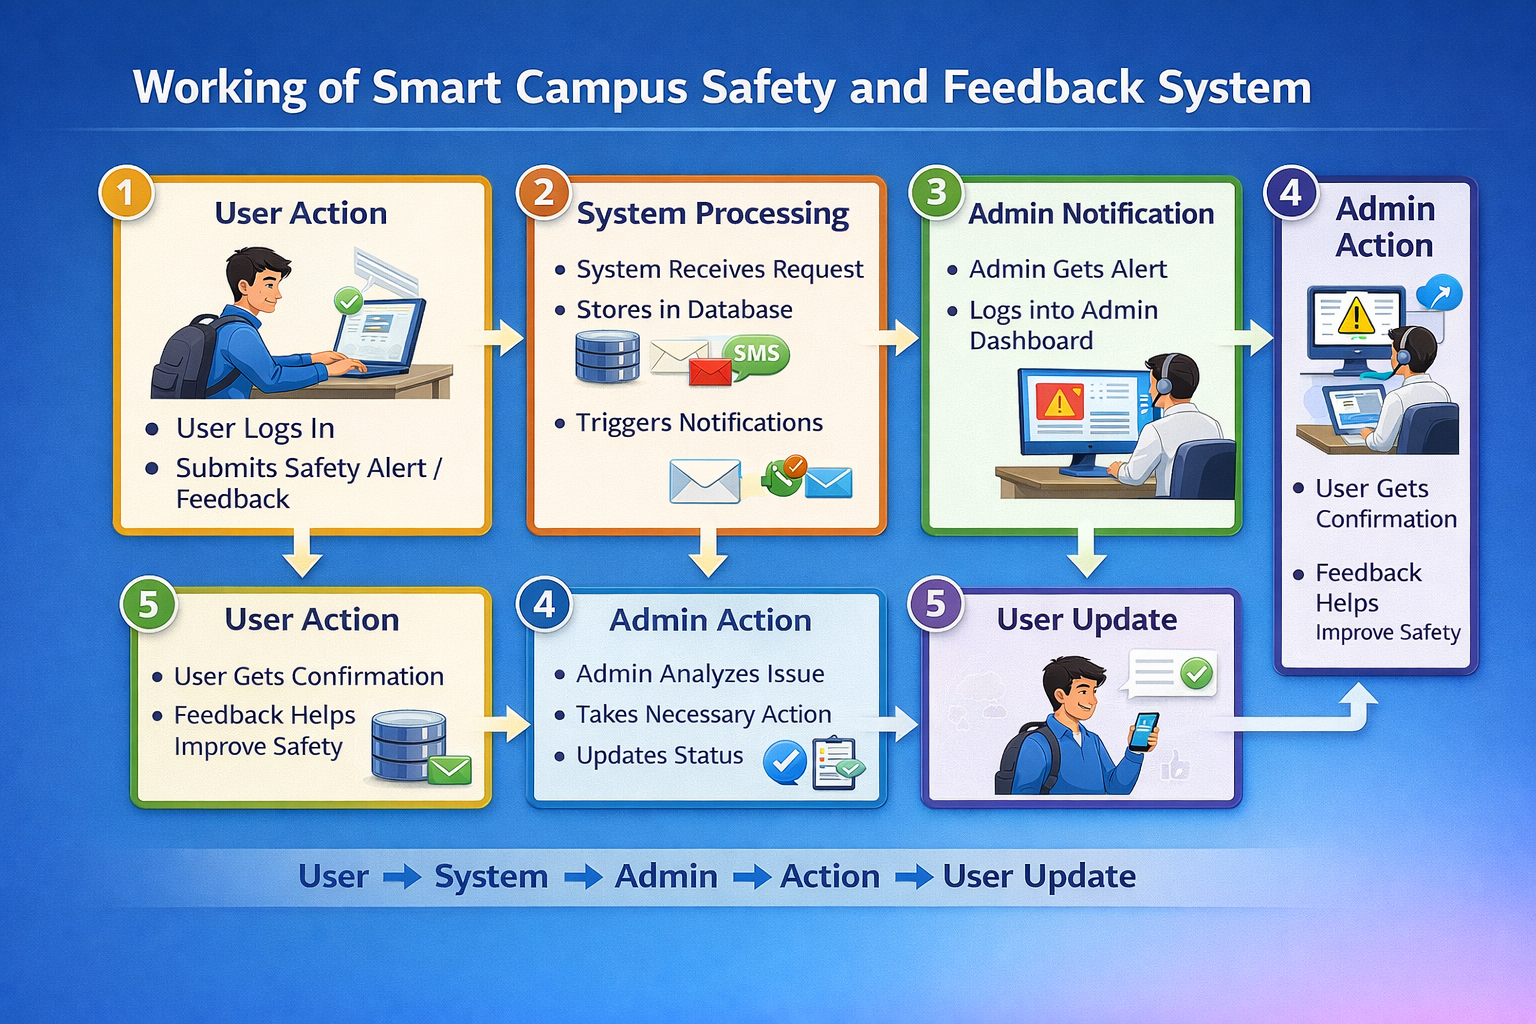 Working of Smart Campus Safety and Feedback System
1
User Action
• User Logs In
• Submits Safety Alert /
Feedback
2
System Processing
• System Receives Request
• Stores in Database
SMS
• Triggers Notifications
3
Admin Notification
• Admin Gets Alert
• Logs into Admin
Dashboard
4
Admin
Action
• User Gets
Confirmation
• Feedback
Helps
Improve Safety
5
User Action
• User Gets Confirmation
• Feedback Helps
Improve Safety
4
Admin Action
• Admin Analyzes Issue
• Takes Necessary Action
• Updates Status
5
User Update
User → System → Admin → Action → User Update